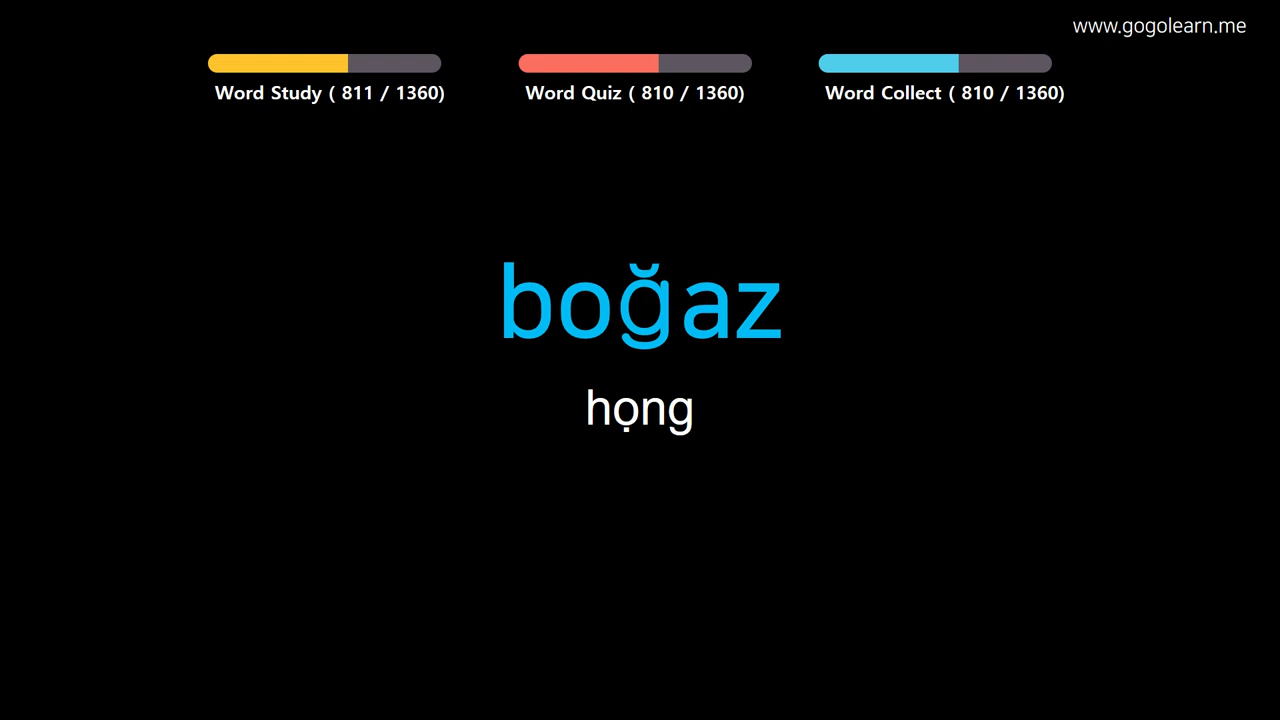 www.gogolearn.me
Word Study ( 811 / 1360)
Word Quiz ( 810 / 1360)
Word Collect ( 810 / 1360)
boğaz
họng